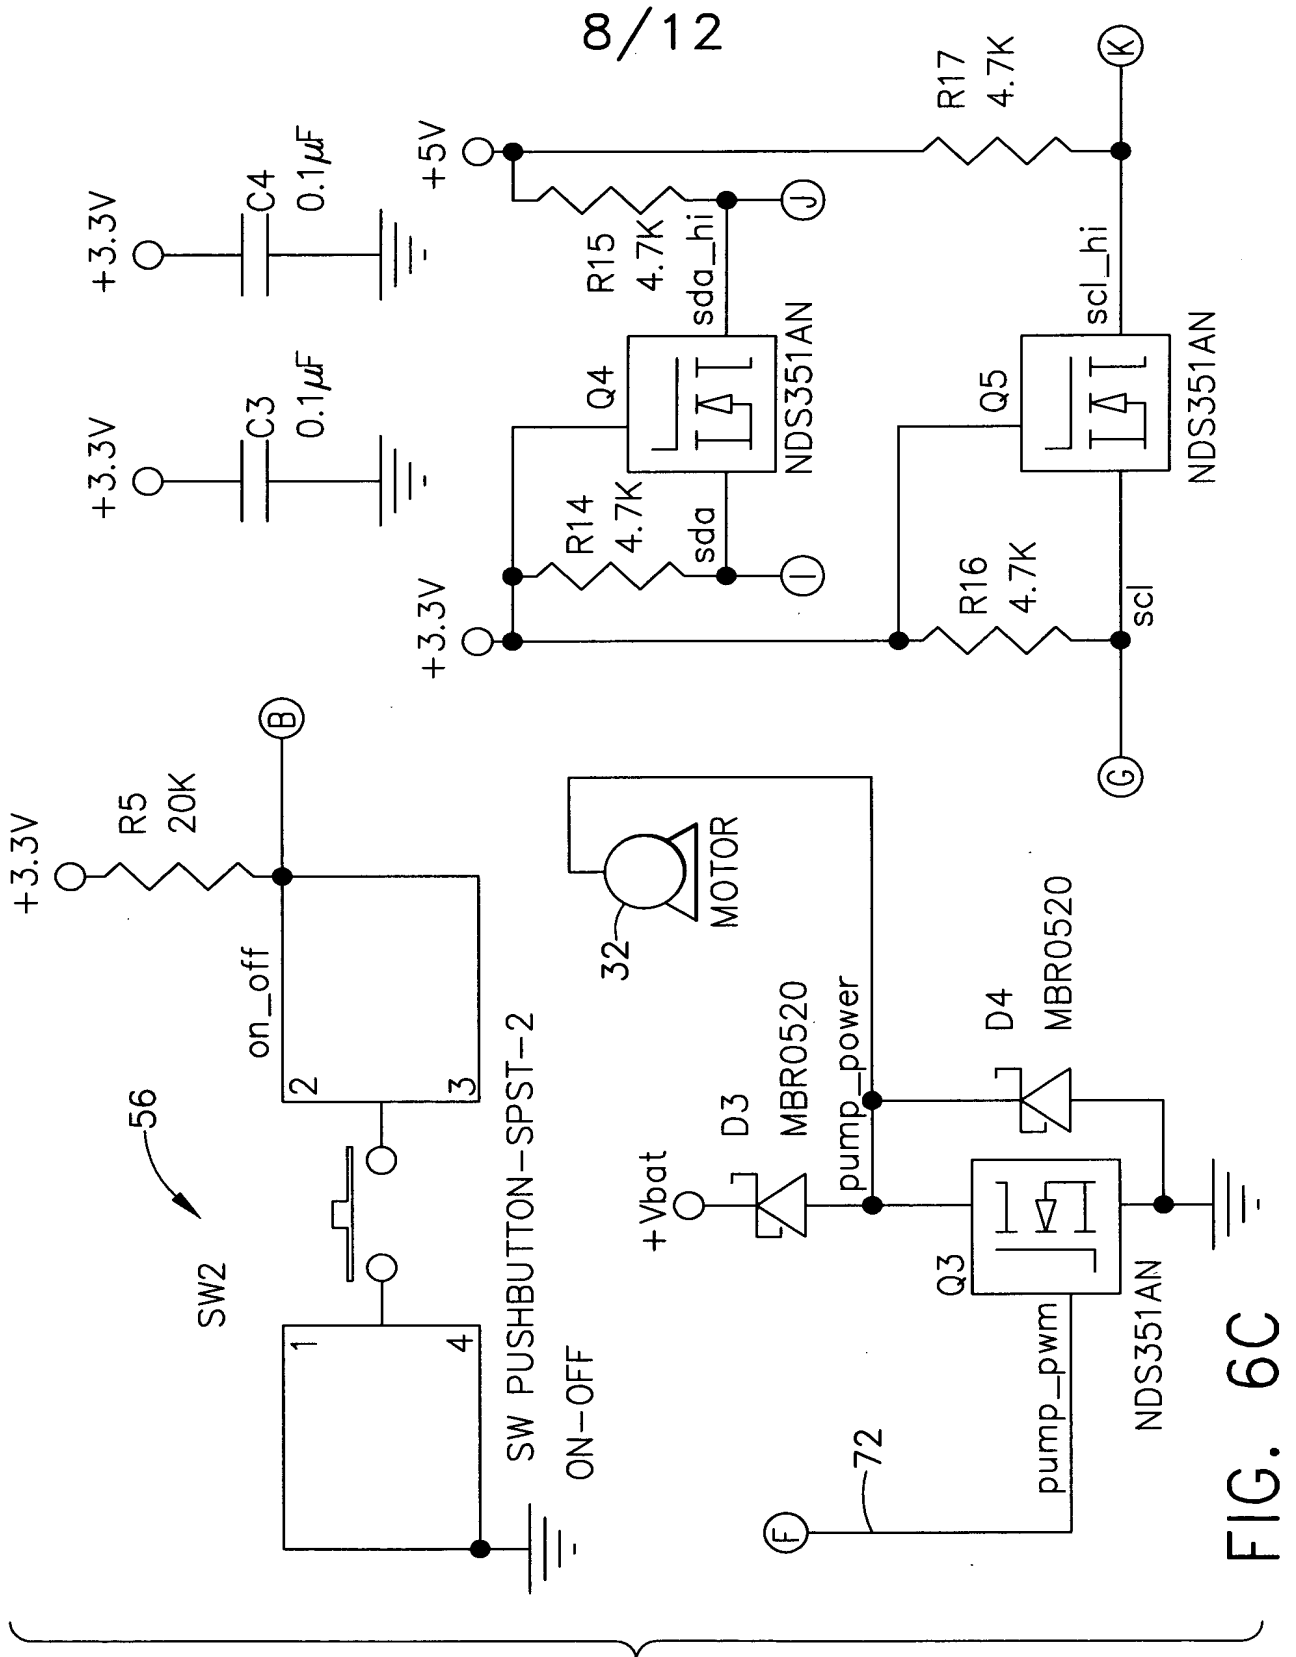 8/12
+3.3V
R5
20K
on_off
B
2
3
56
SW2
1
4
SW PUSHBUTTON-SPST-2
ON-OFF
+3.3V
C3
0.1µF
+3.3V
C4
0.1µF
32
MOTOR
+Vbat
D3
MBR0520
pump_power
D4
MBR0520
Q3
NDS351AN
pump_pwm
F
72
+3.3V
R14
4.7K
sda
I
Q4
NDS351AN
+5V
R15
4.7K
sda_hi
J
R16
4.7K
scl
G
Q5
NDS351AN
scl_hi
R17
4.7K
K
FIG. 6C